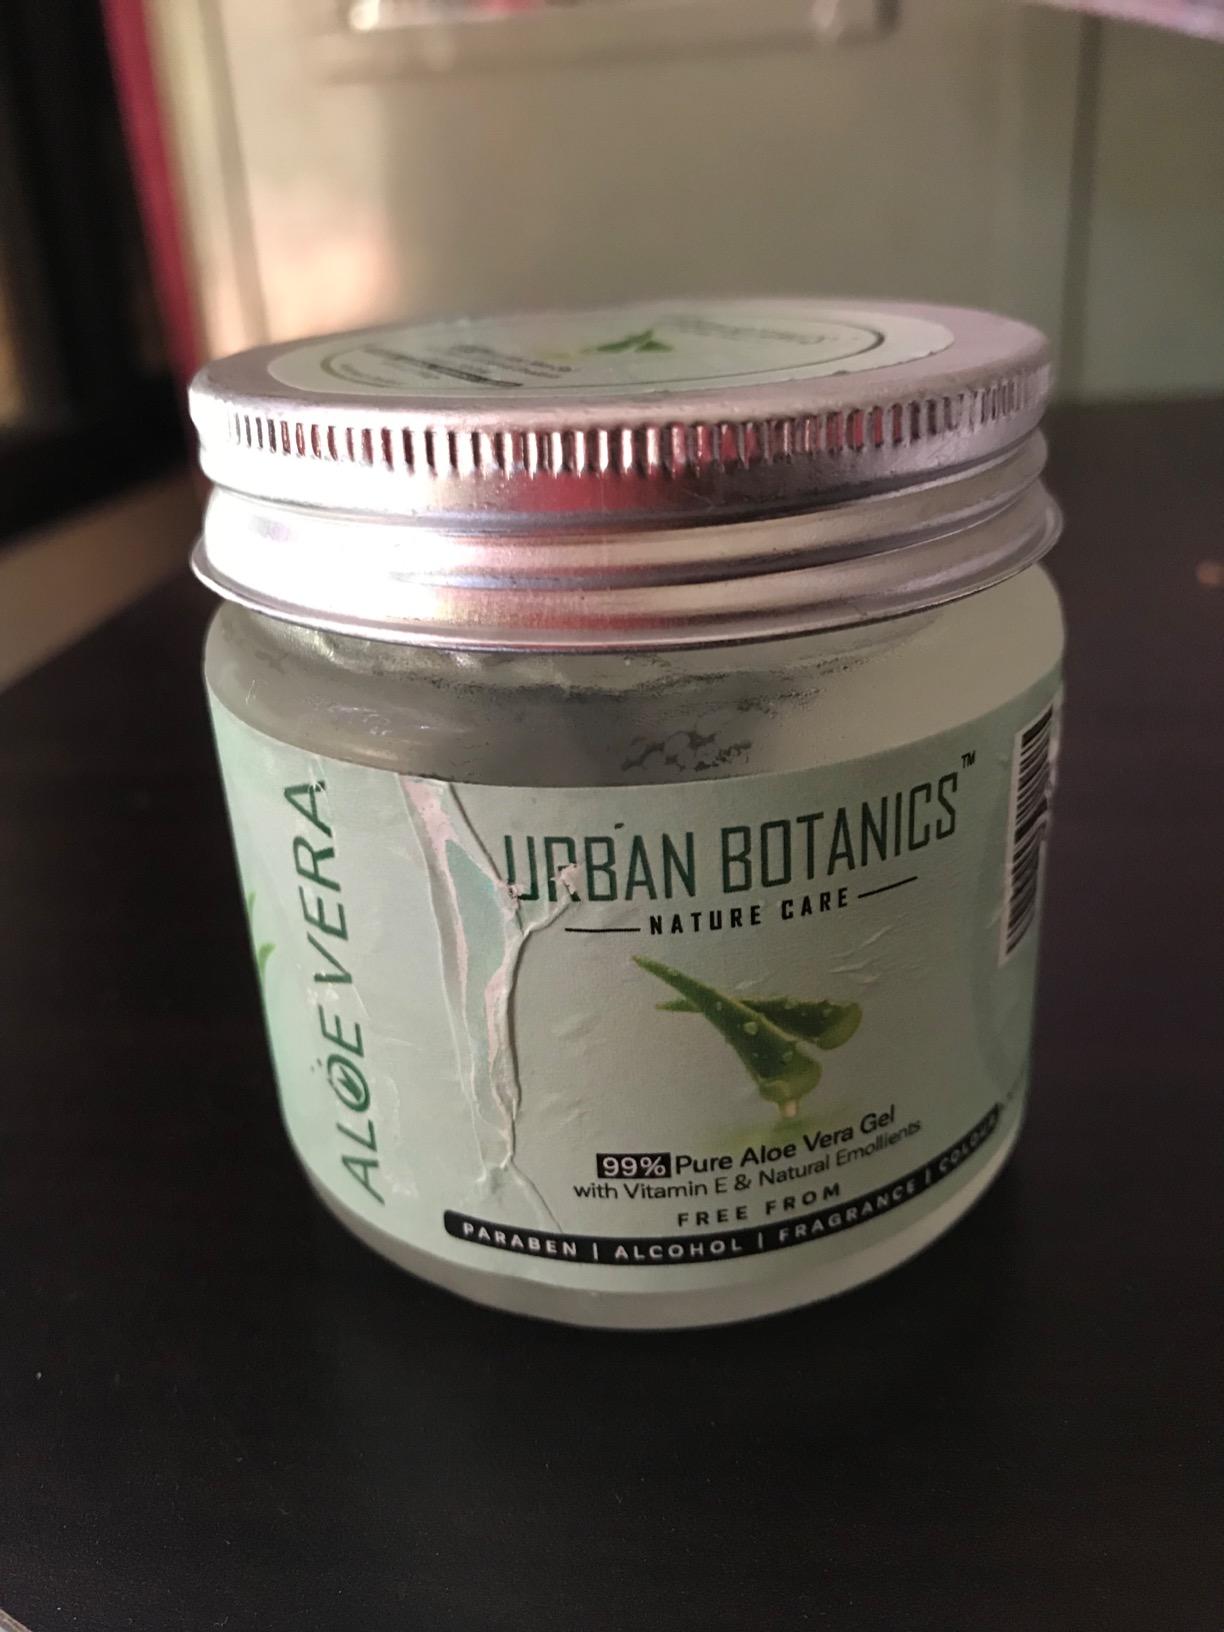 ALOE VERA
URBAN BOTANICS™
NATURE CARE
99% Pure Aloe Vera Gel
with Vitamin E & Natural Emollients
FREE FROM
PARABEN | ALCOHOL | FRAGRANCE | COLOUR